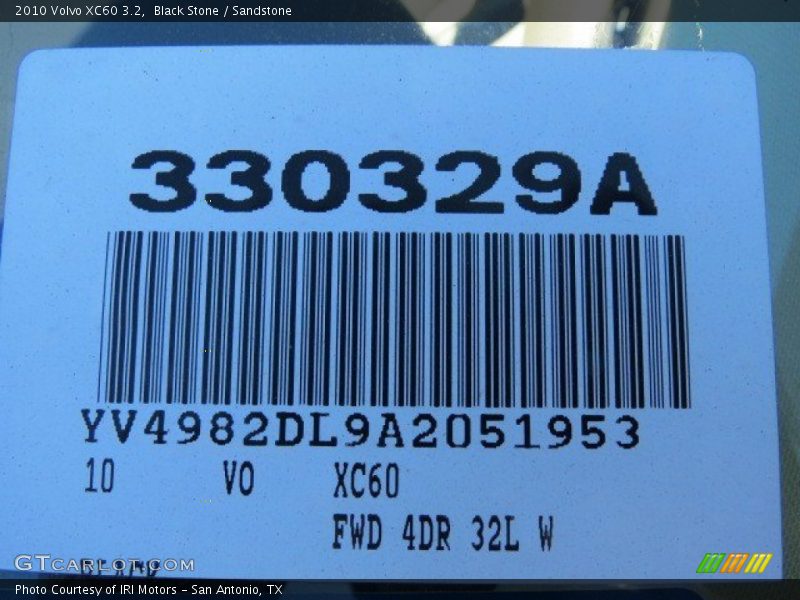 2010 Volvo XC60 3.2,  Black Stone / Sandstone
330329A
YV4982DL9A2051953
10 VO XC60
FWD 4DR 32L W
GTCARLOT.COM
Photo Courtesy of IRI Motors – San Antonio, TX